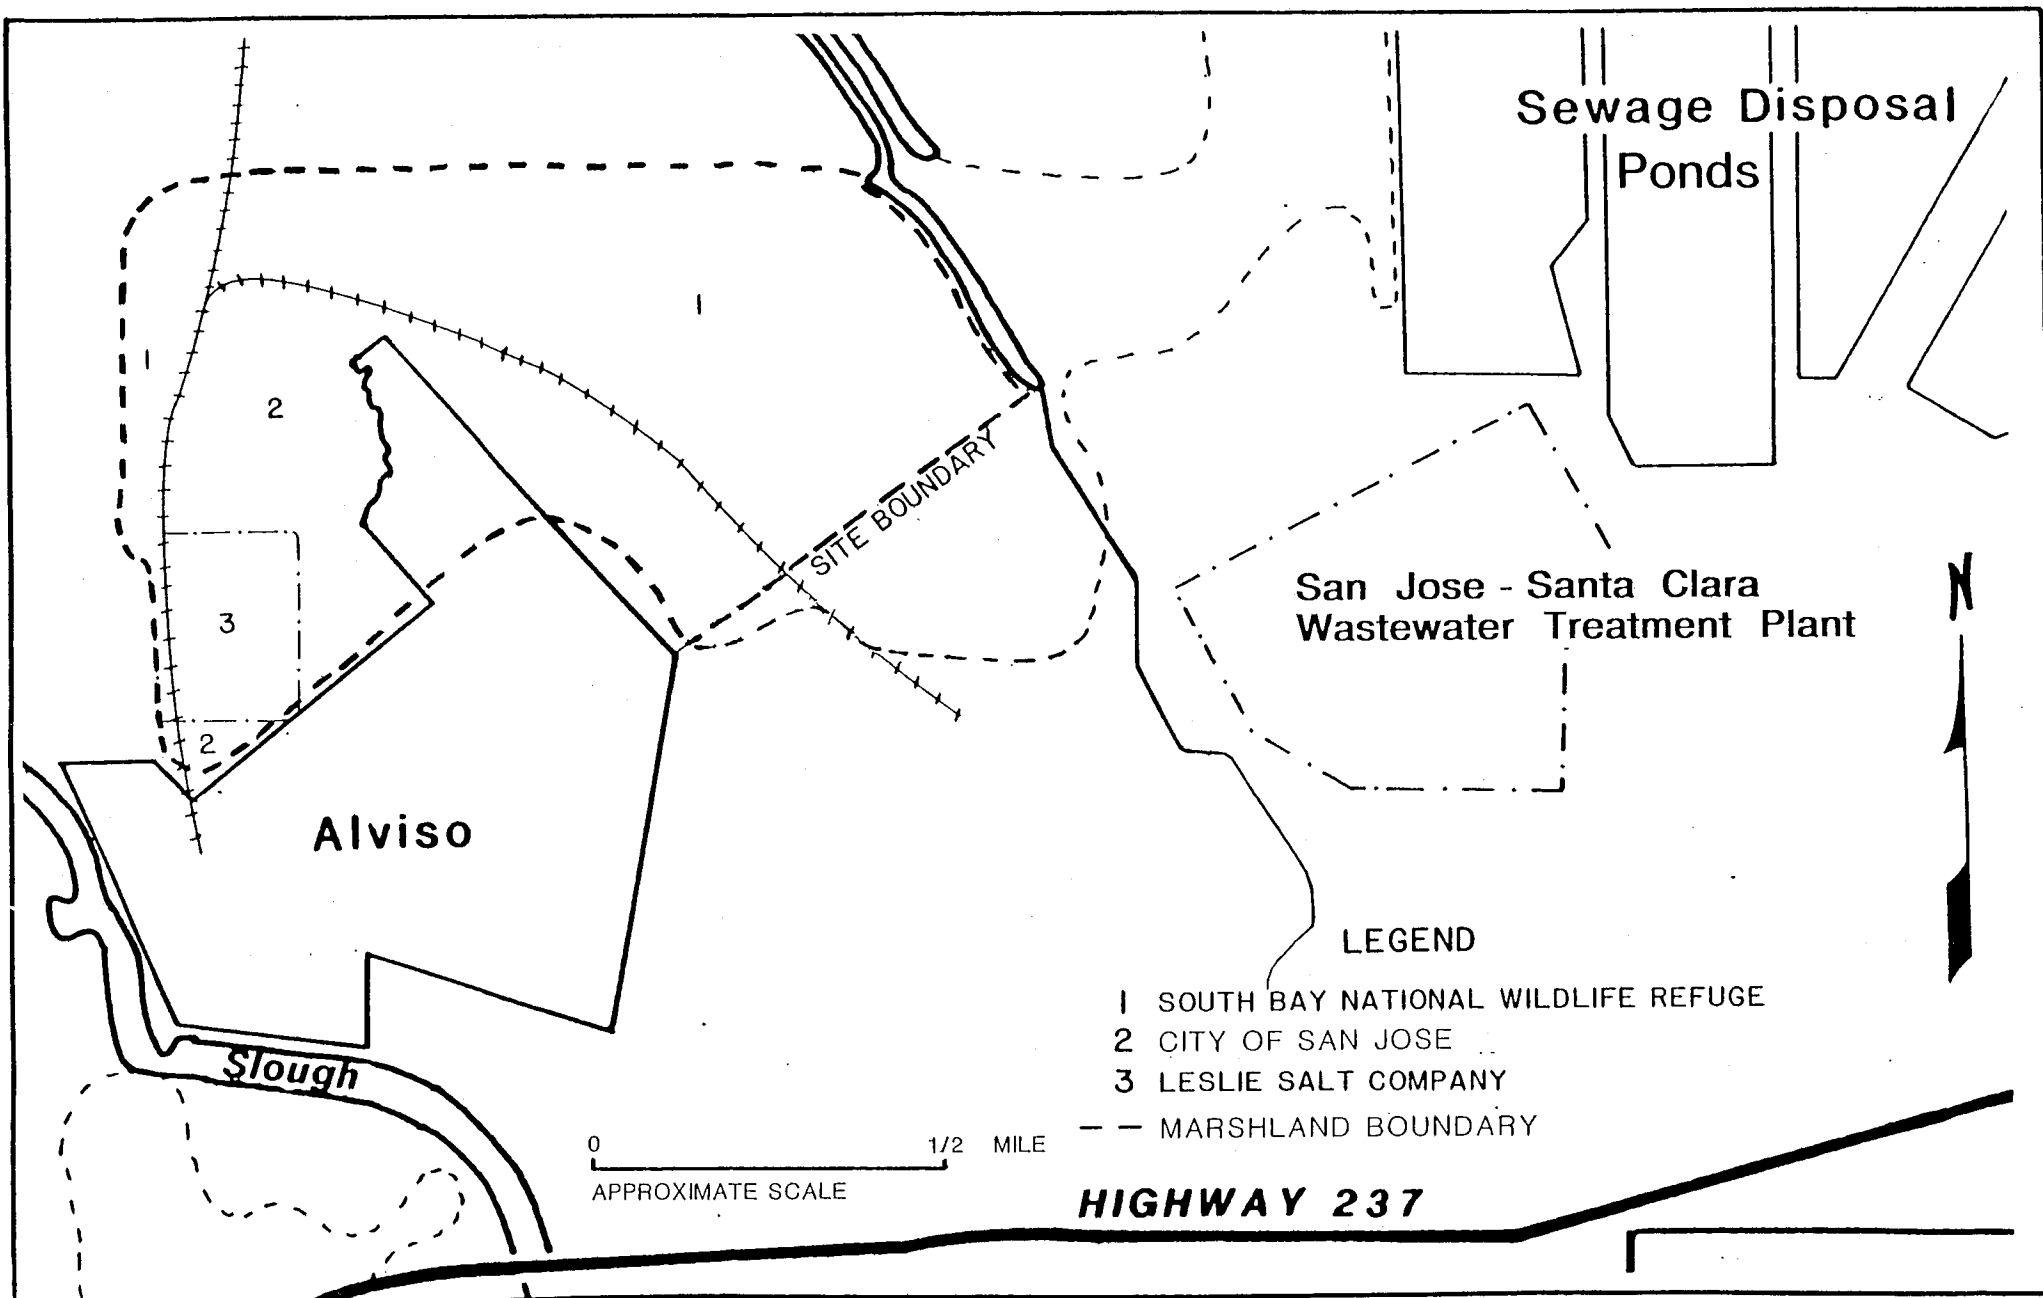 Sewage Disposal
Ponds
1
1
2
SITE BOUNDARY
San Jose - Santa Clara
Wastewater Treatment Plant
N
3
2
Alviso
LEGEND
1 SOUTH BAY NATIONAL WILDLIFE REFUGE
2 CITY OF SAN JOSE
3 LESLIE SALT COMPANY
-- MARSHLAND BOUNDARY
Slough
0 1/2 MILE
APPROXIMATE SCALE
HIGHWAY 237